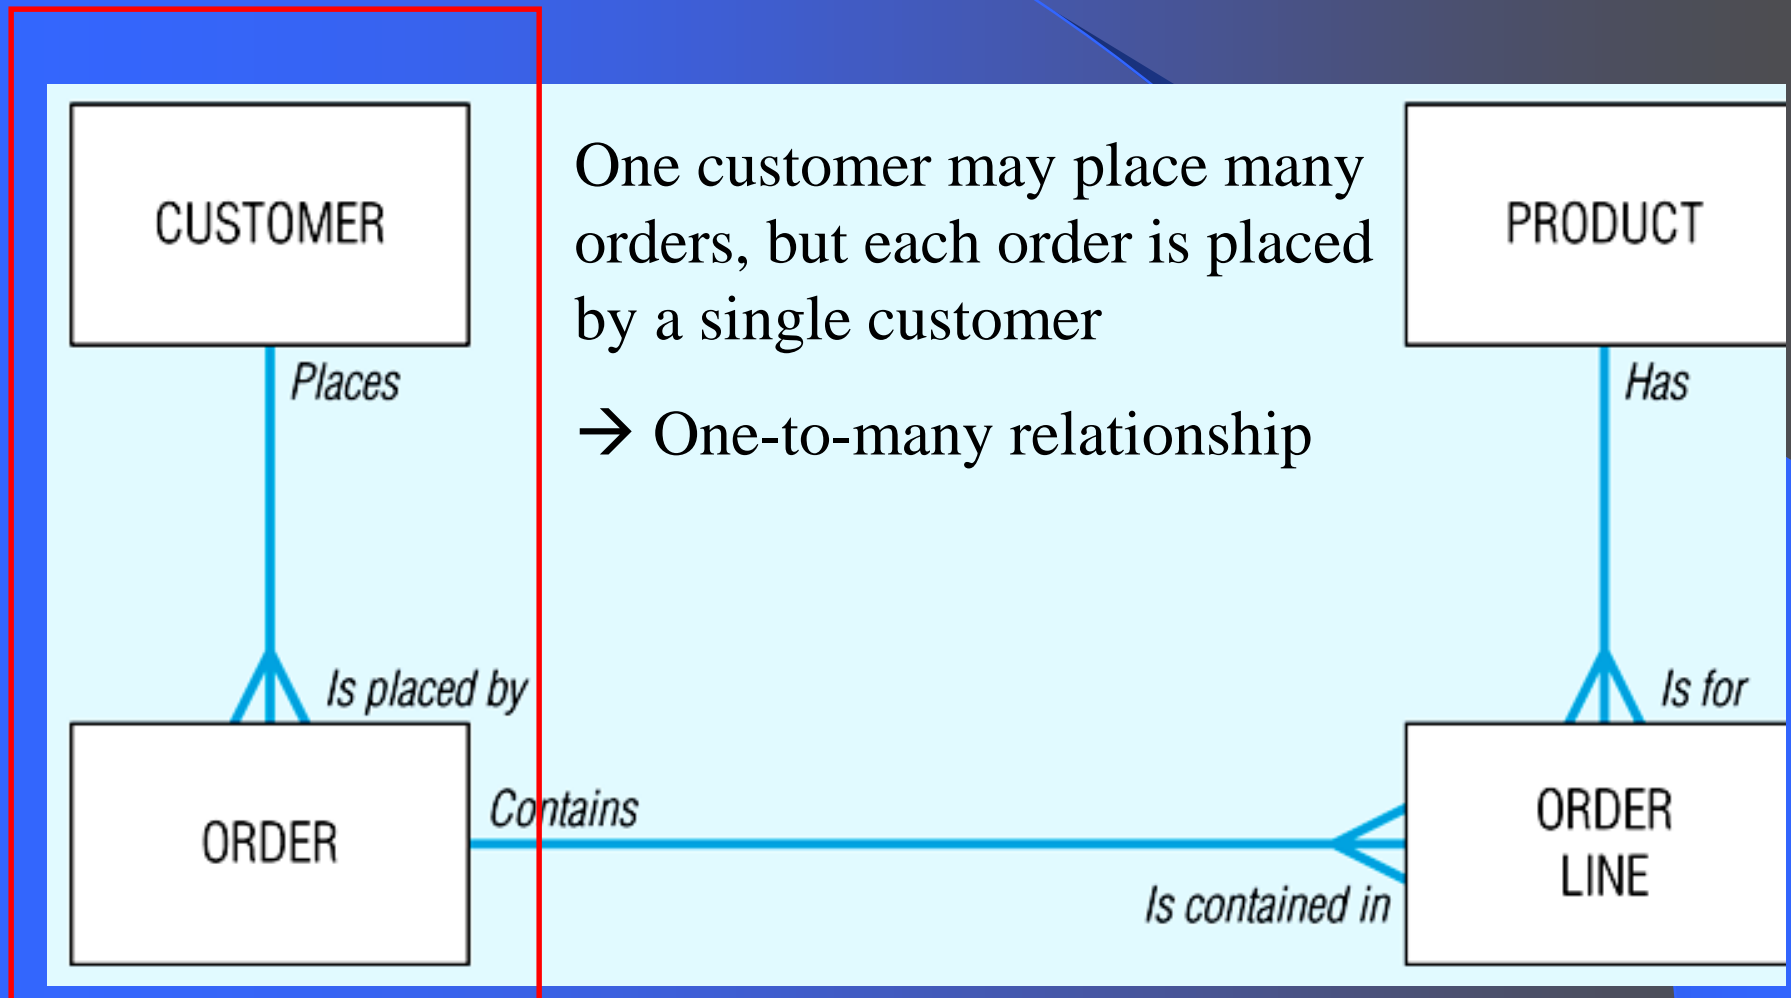 CUSTOMER
One customer may place many
orders, but each order is placed
by a single customer
→ One-to-many relationship
PRODUCT
Places
Has
Is placed by
Is for
ORDER
Contains
Is contained in
ORDER
LINE